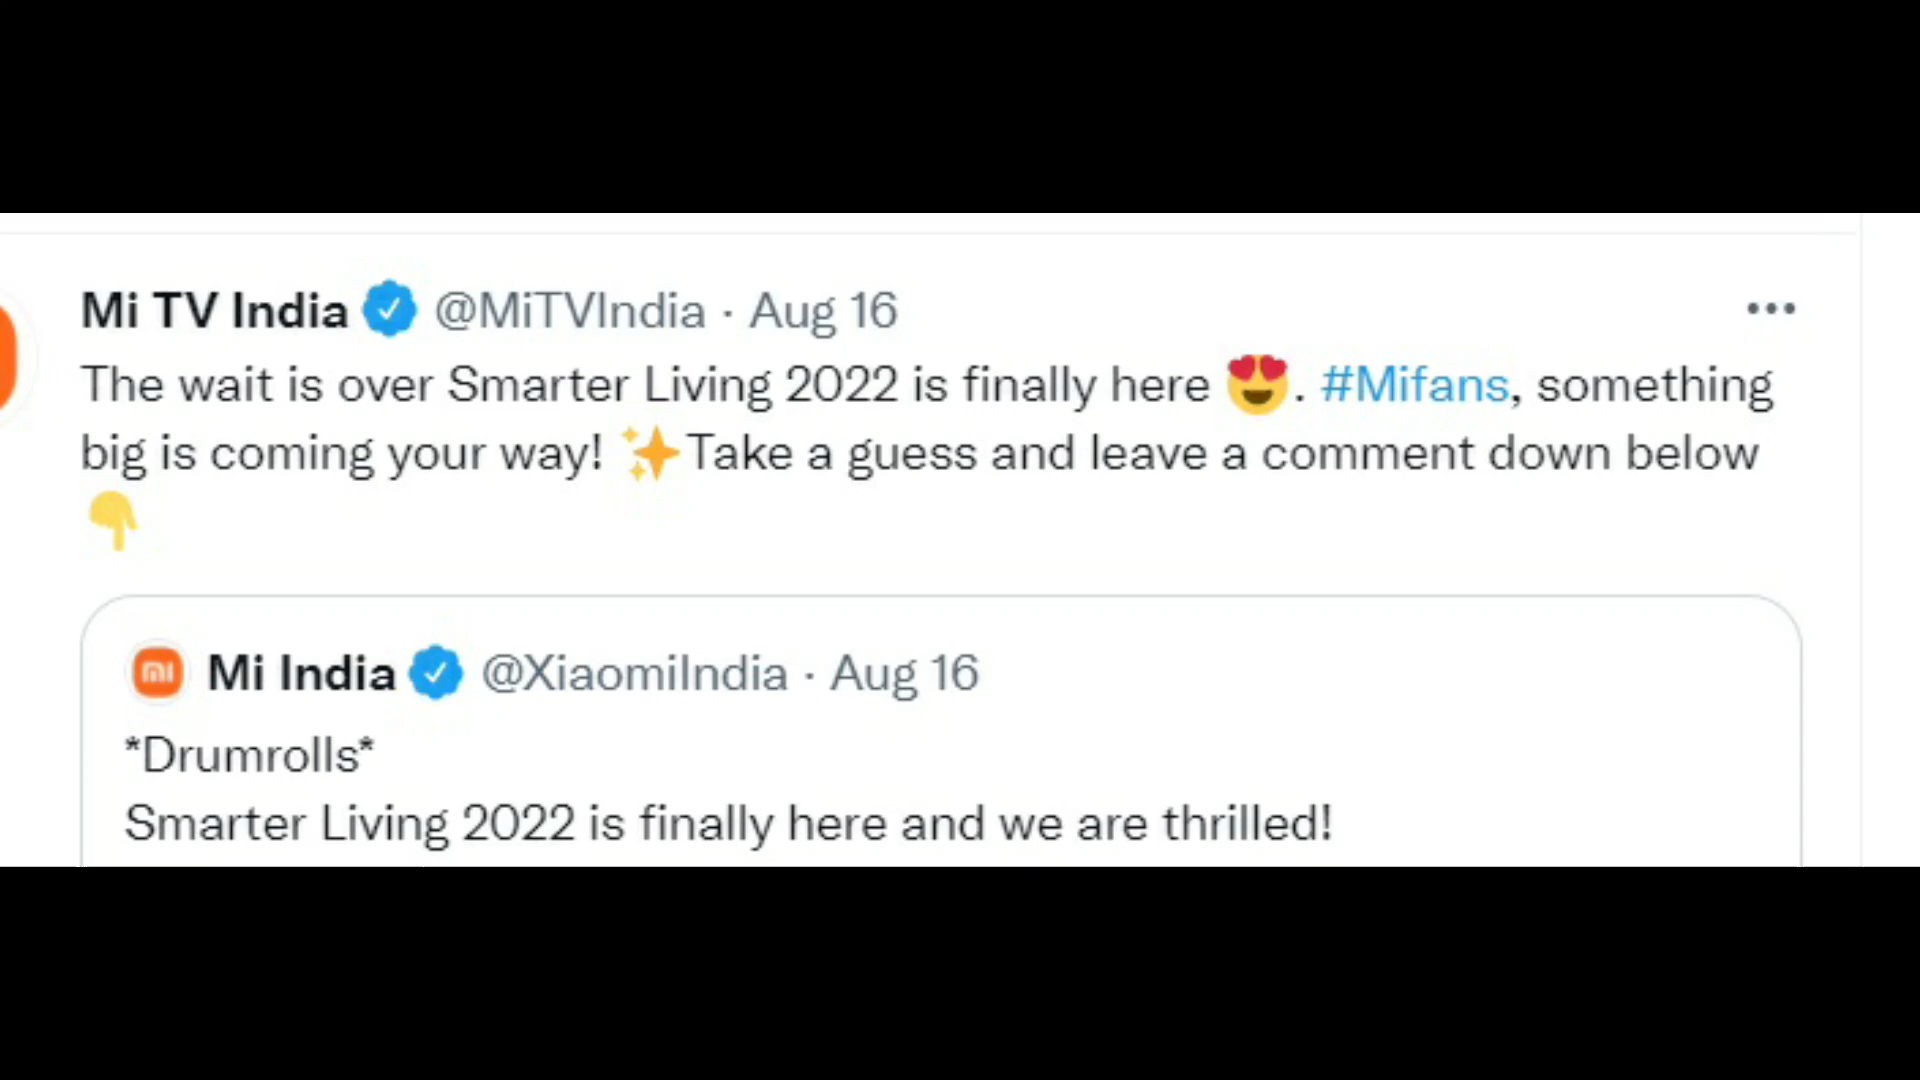 Mi TV India @MiTVIndia · Aug 16
The wait is over Smarter Living 2022 is finally here 😍. #Mifans, something
big is coming your way! ✨Take a guess and leave a comment down below
👇
mi Mi India @XiaomiIndia · Aug 16
*Drumrolls*
Smarter Living 2022 is finally here and we are thrilled!